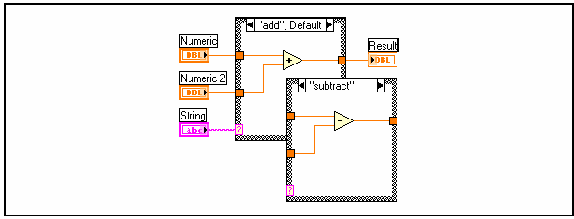 "add", Default
Numeric
DBL
Result
DBL
Numeric 2
DBL
"subtract"
String
abc
?
?